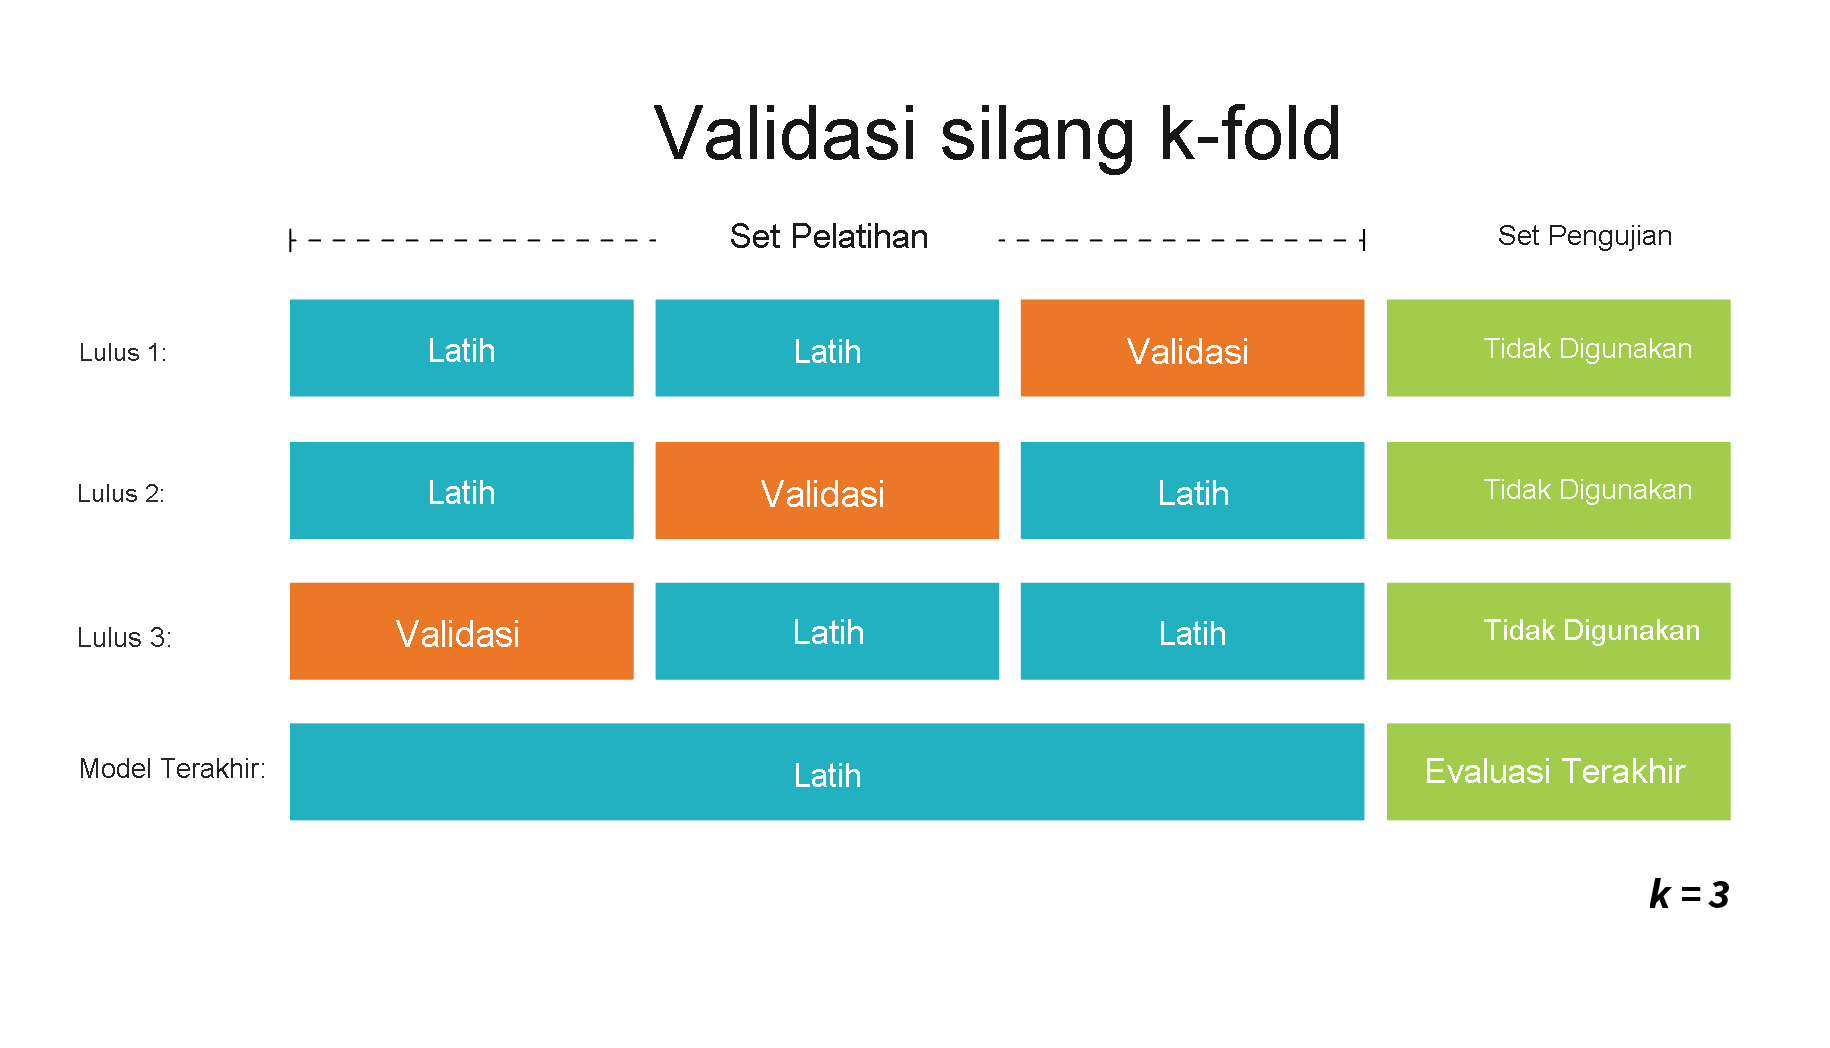 Validasi silang k-fold
Set Pelatihan
Set Pengujian
Lulus 1:
Latih
Latih
Validasi
Tidak Digunakan
Lulus 2:
Latih
Validasi
Latih
Tidak Digunakan
Lulus 3:
Validasi
Latih
Latih
Tidak Digunakan
Model Terakhir:
Latih
Evaluasi Terakhir
k = 3